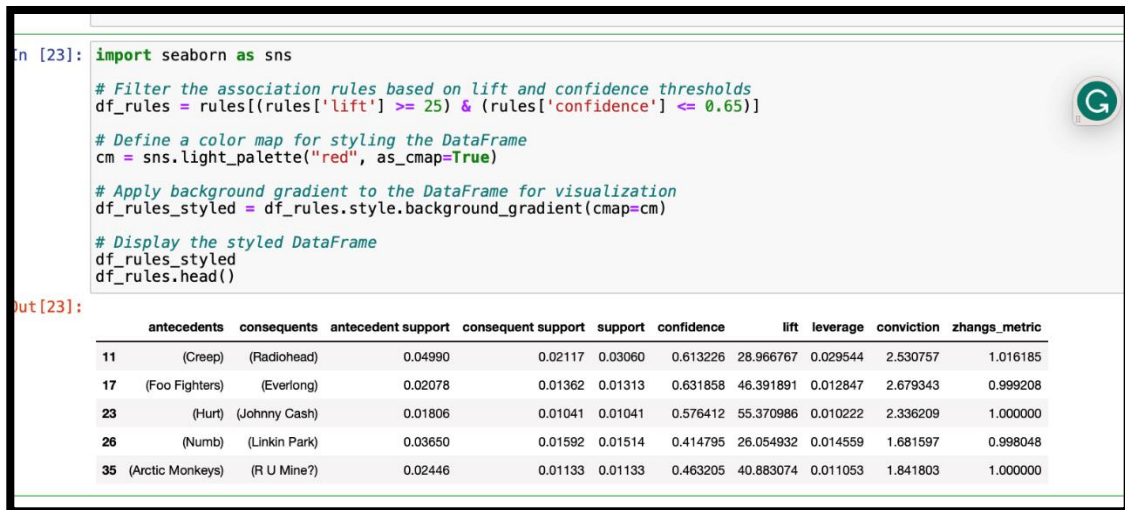 In [23]: import seaborn as sns
# Filter the association rules based on lift and confidence thresholds
df_rules = rules[(rules['lift'] >= 25) & (rules['confidence'] <= 0.65)]
# Define a color map for styling the DataFrame
cm = sns.light_palette("red", as_cmap=True)
# Apply background gradient to the DataFrame for visualization
df_rules_styled = df_rules.style.background_gradient(cmap=cm)
# Display the styled DataFrame
df_rules_styled
df_rules.head()
Out[23]:
antecedents consequents antecedent support consequent support support confidence lift leverage conviction zhangs_metric
11 (Creep) (Radiohead) 0.04990 0.02117 0.03060 0.613226 28.966767 0.029544 2.530757 1.016185
17 (Foo Fighters) (Everlong) 0.02078 0.01362 0.01313 0.631858 46.391891 0.012847 2.679343 0.999208
23 (Hurt) (Johnny Cash) 0.01806 0.01041 0.01041 0.576412 55.370986 0.010222 2.336209 1.000000
26 (Numb) (Linkin Park) 0.03650 0.01592 0.01514 0.414795 26.054932 0.014559 1.681597 0.998048
35 (Arctic Monkeys) (R U Mine?) 0.02446 0.01133 0.01133 0.463205 40.883074 0.011053 1.841803 1.000000